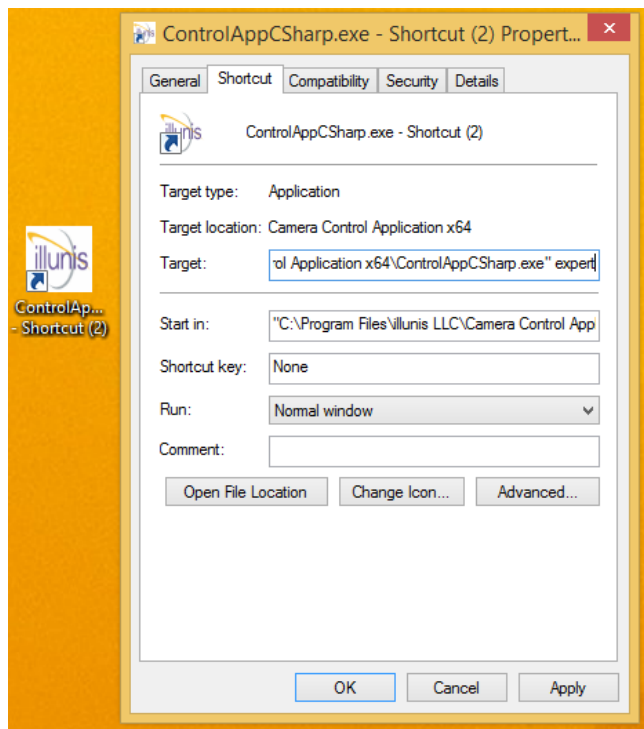 ControlAppCSharp.exe - Shortcut (2) Propert...
General Shortcut Compatibility Security Details
illunis
ControlAppCSharp.exe - Shortcut (2)
Target type: Application
Target location: Camera Control Application x64
Target: ol Application x64\ControlAppCSharp.exe" expert
Start in: "C:\Program Files\illunis LLC\Camera Control App
Shortcut key: None
Run: Normal window
Comment:
Open File Location Change Icon... Advanced...
OK Cancel Apply
illunis
ControlAp...
- Shortcut (2)